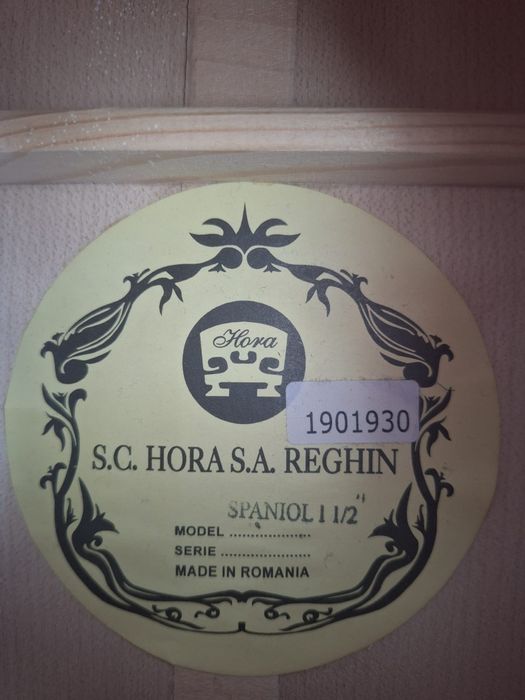 Hora
1901930
S.C. HORA S.A. REGHIN
SPANIOL 1 1/2"
MODEL ...................
SERIE .....................
MADE IN ROMANIA